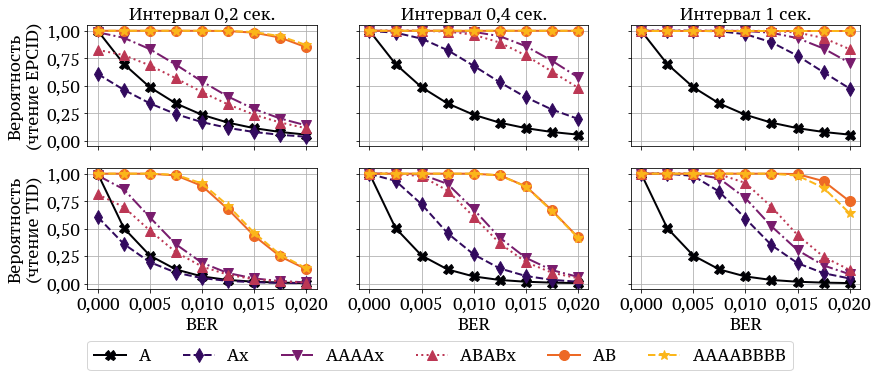 Интервал 0,2 сек.
Интервал 0,4 сек.
Интервал 1 сек.
Вероятность
(чтение EPCID)
1,00
0,75
0,50
0,25
0,00
Вероятность
(чтение TID)
1,00
0,75
0,50
0,25
0,00
0,000 0,005 0,010 0,015 0,020
0,000 0,005 0,010 0,015 0,020
0,000 0,005 0,010 0,015 0,020
BER
BER
BER
A Ax AAAAx ABABx AB AAAABBBB